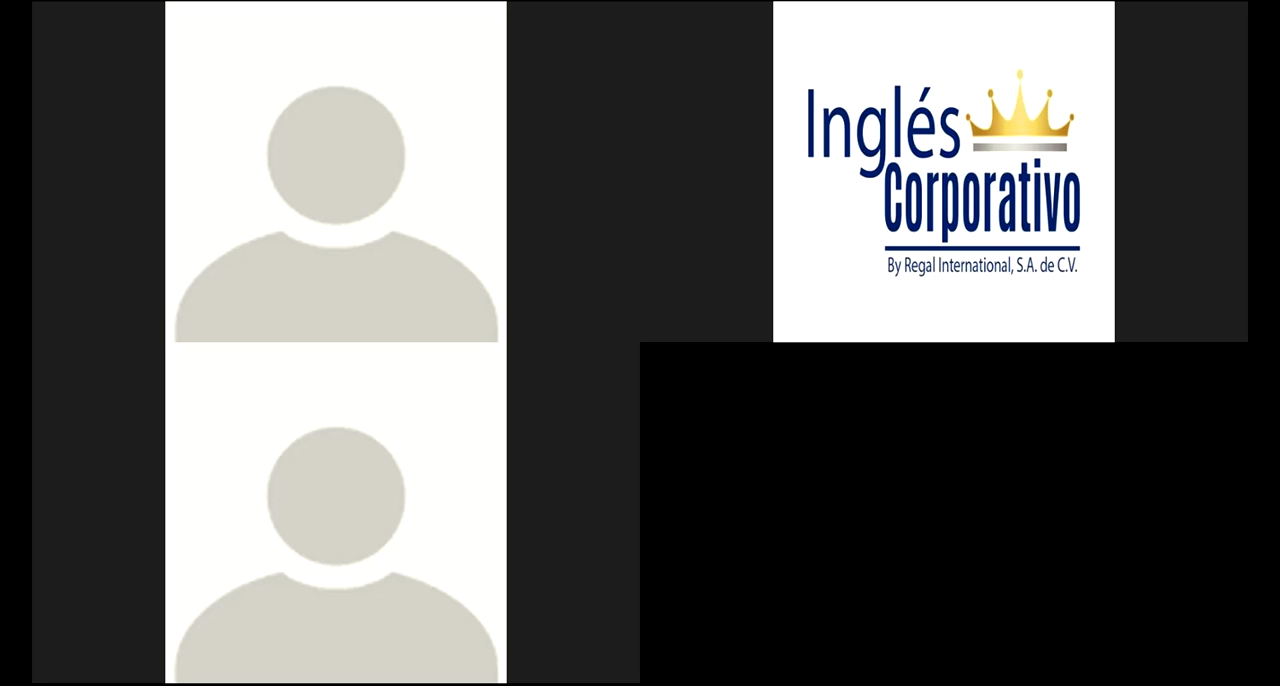 Inglés
Corporativo
By Regal International, S.A. de C.V.